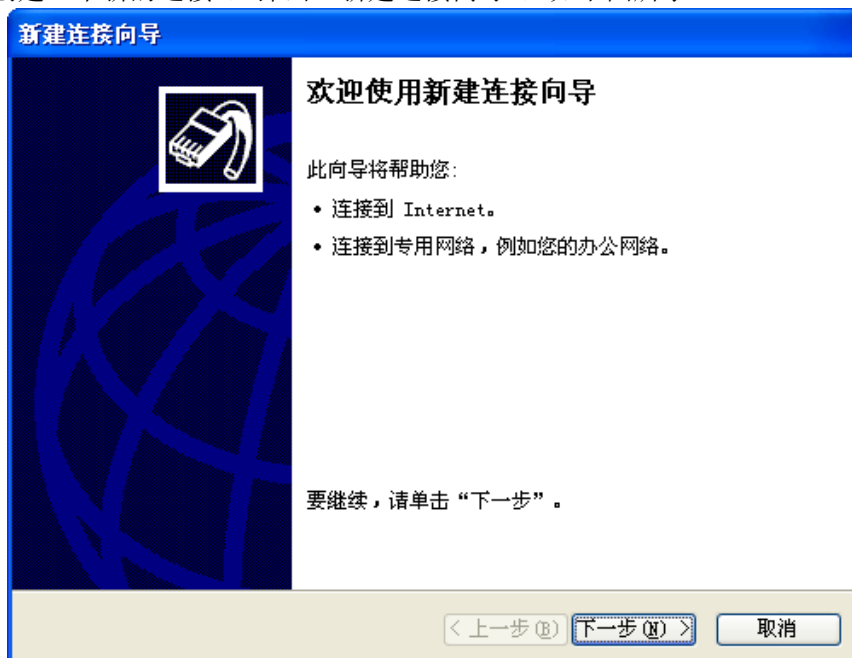 新建连接向导
欢迎使用新建连接向导
此向导将帮助您:
• 连接到 Internet。
• 连接到专用网络，例如您的办公网络。
要继续，请单击“下一步”。
< 上一步(B) 下一步(N) > 取消